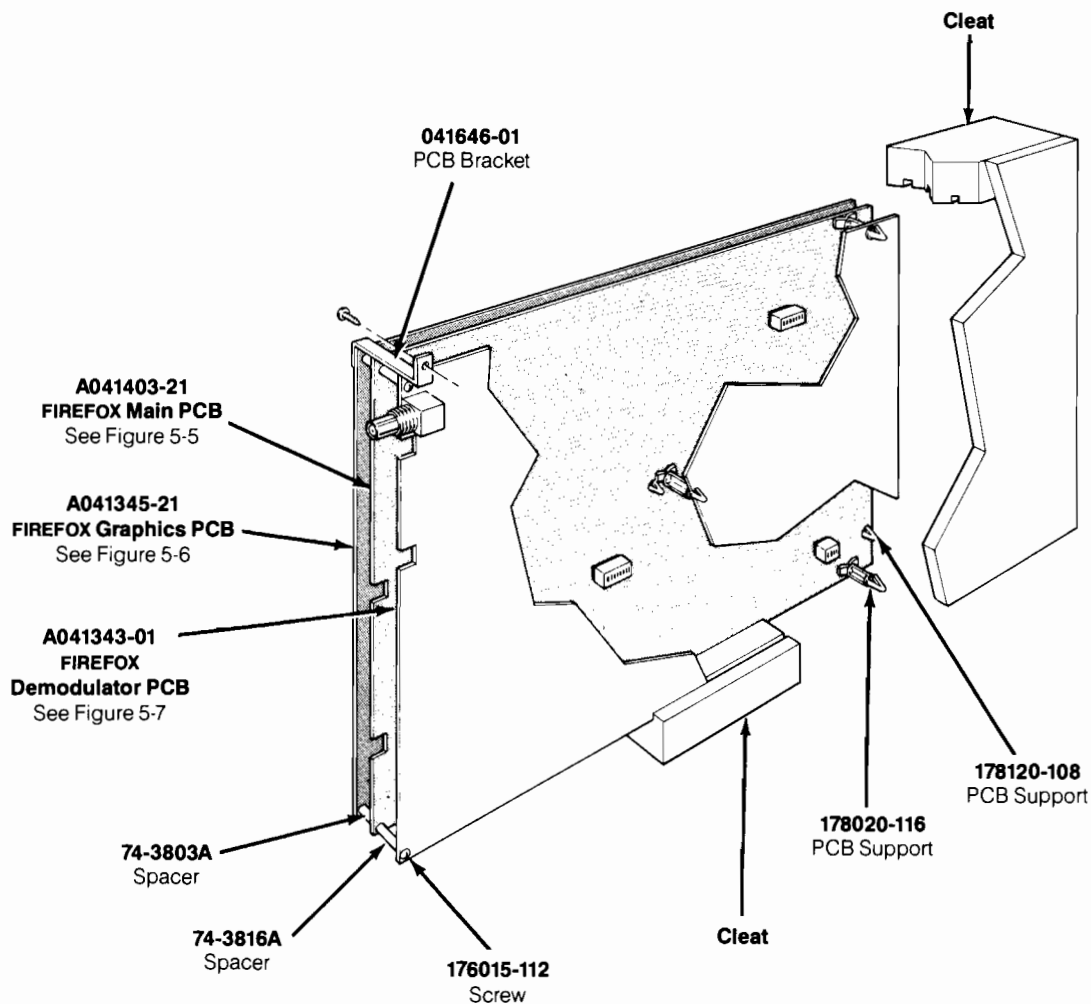 Cleat
041646-01
PCB Bracket
A041403-21
FIREFOX Main PCB
See Figure 5-5
A041345-21
FIREFOX Graphics PCB
See Figure 5-6
A041343-01
FIREFOX
Demodulator PCB
See Figure 5-7
74-3803A
Spacer
74-3816A
Spacer
176015-112
Screw
Cleat
178020-116
PCB Support
178120-108
PCB Support